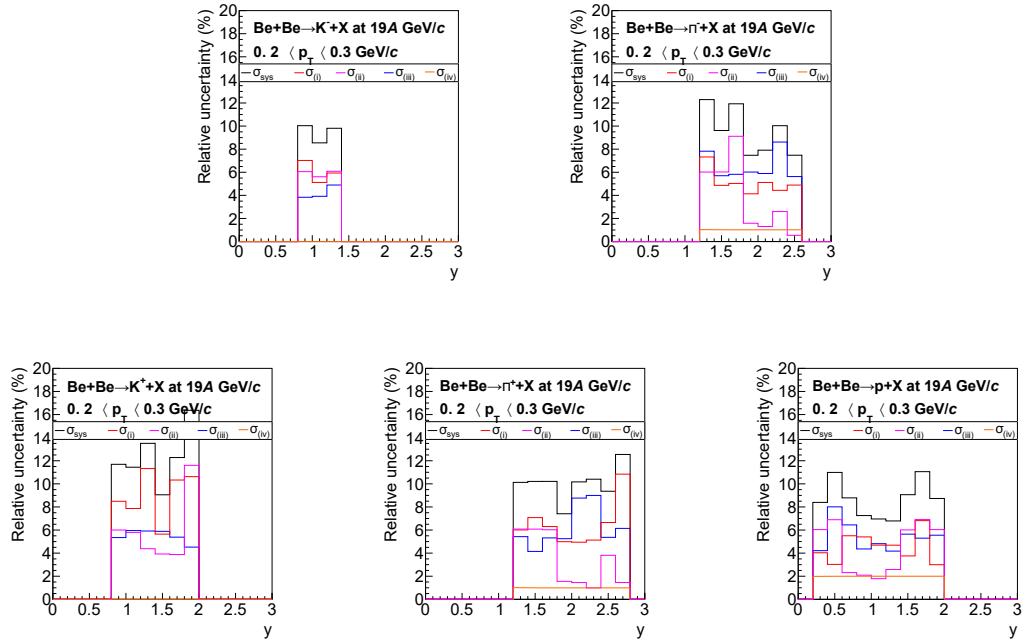 Be+Be→K⁻+X at 19A GeV/c
0. 2 〈 p_T 〈 0.3 GeV/c
σ_sys σ_(i) σ_(ii) σ_(iii) σ_(iv)
Relative uncertainty (%)
20
18
16
14
12
10
8
6
4
2
0
0 0.5 1 1.5 2 2.5 3
y
Be+Be→π⁻+X at 19A GeV/c
0. 2 〈 p_T 〈 0.3 GeV/c
σ_sys σ_(i) σ_(ii) σ_(iii) σ_(iv)
Relative uncertainty (%)
20
18
16
14
12
10
8
6
4
2
0
0 0.5 1 1.5 2 2.5 3
y
Be+Be→K⁺+X at 19A GeV/c
0. 2 〈 p_T 〈 0.3 GeV/c
σ_sys σ_(i) σ_(ii) σ_(iii) σ_(iv)
Relative uncertainty (%)
20
18
16
14
12
10
8
6
4
2
0
0 0.5 1 1.5 2 2.5 3
y
Be+Be→π⁺+X at 19A GeV/c
0. 2 〈 p_T 〈 0.3 GeV/c
σ_sys σ_(i) σ_(ii) σ_(iii) σ_(iv)
Relative uncertainty (%)
20
18
16
14
12
10
8
6
4
2
0
0 0.5 1 1.5 2 2.5 3
y
Be+Be→p+X at 19A GeV/c
0. 2 〈 p_T 〈 0.3 GeV/c
σ_sys σ_(i) σ_(ii) σ_(iii) σ_(iv)
Relative uncertainty (%)
20
18
16
14
12
10
8
6
4
2
0
0 0.5 1 1.5 2 2.5 3
y